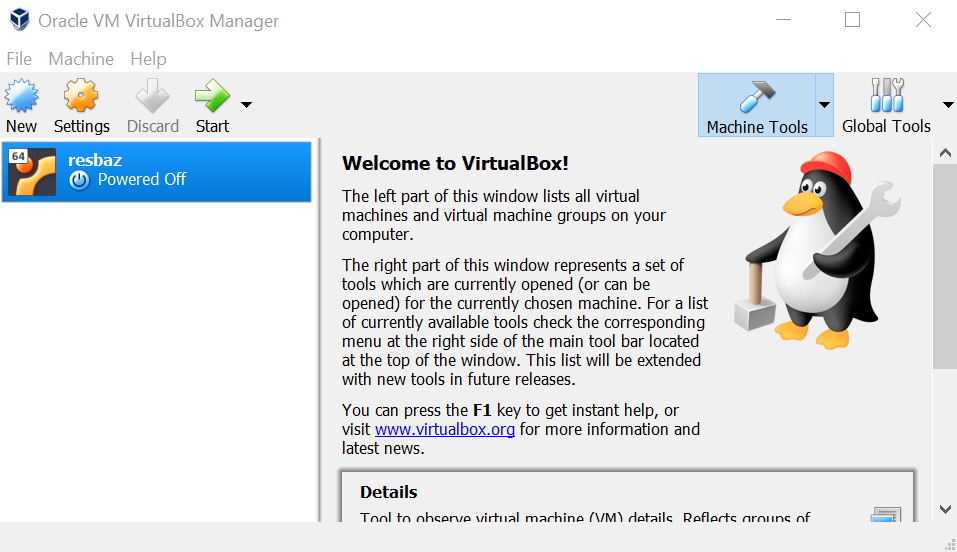 Oracle VM VirtualBox Manager
File Machine Help
New Settings Discard Start Machine Tools Global Tools
64
resbaz
Powered Off
Welcome to VirtualBox!
The left part of this window lists all virtual
machines and virtual machine groups on your
computer.
The right part of this window represents a set of
tools which are currently opened (or can be
opened) for the currently chosen machine. For a list
of currently available tools check the corresponding
menu at the right side of the main tool bar located
at the top of the window. This list will be extended
with new tools in future releases.
You can press the F1 key to get instant help, or
visit www.virtualbox.org for more information and
latest news.
Details
Tool to observe virtual machine (VM) details. Reflects groups of